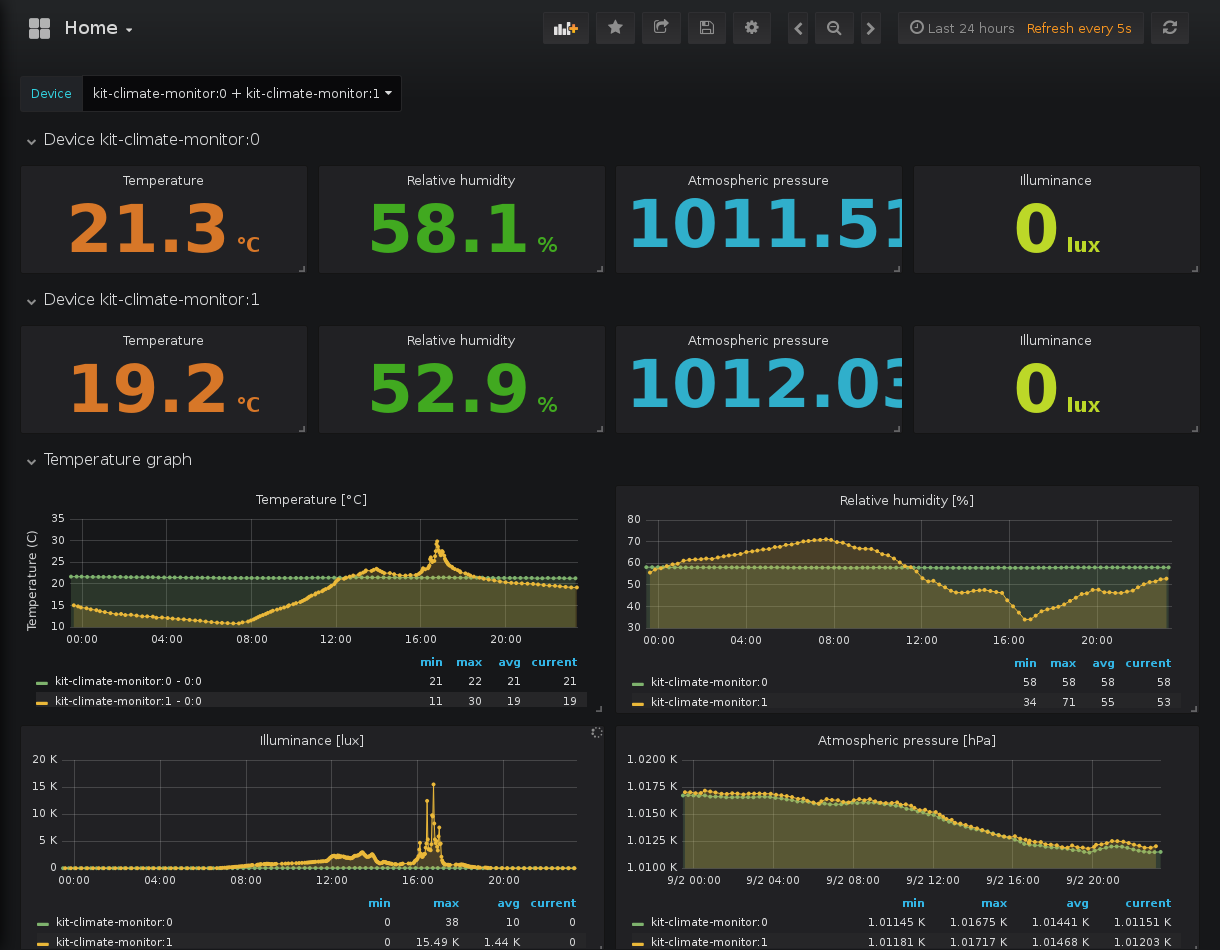 Home
Last 24 hours Refresh every 5s
Device kit-climate-monitor:0 + kit-climate-monitor:1
Device kit-climate-monitor:0
Temperature Relative humidity Atmospheric pressure Illuminance
21.3 °C 58.1 % 1011.51 0 lux
Device kit-climate-monitor:1
Temperature Relative humidity Atmospheric pressure Illuminance
19.2 °C 52.9 % 1012.03 0 lux
Temperature graph
Temperature [°C]
Temperature (C)
35
30
25
20
15
10
00:00 04:00 08:00 12:00 16:00 20:00
min max avg current
kit-climate-monitor:0 - 0:0 21 22 21 21
kit-climate-monitor:1 - 0:0 11 30 19 19
Relative humidity [%]
80
70
60
50
40
30
00:00 04:00 08:00 12:00 16:00 20:00
min max avg current
kit-climate-monitor:0 58 58 58 58
kit-climate-monitor:1 34 71 55 53
Illuminance [lux]
20 K
15 K
10 K
5 K
0
00:00 04:00 08:00 12:00 16:00 20:00
min max avg current
kit-climate-monitor:0 0 38 10 0
kit-climate-monitor:1 0 15.49 K 1.44 K 0
Atmospheric pressure [hPa]
1.0200 K
1.0175 K
1.0150 K
1.0125 K
1.0100 K
9/2 00:00 9/2 04:00 9/2 08:00 9/2 12:00 9/2 16:00 9/2 20:00
min max avg current
kit-climate-monitor:0 1.01145 K 1.01675 K 1.01441 K 1.01151 K
kit-climate-monitor:1 1.01181 K 1.01717 K 1.01468 K 1.01203 K